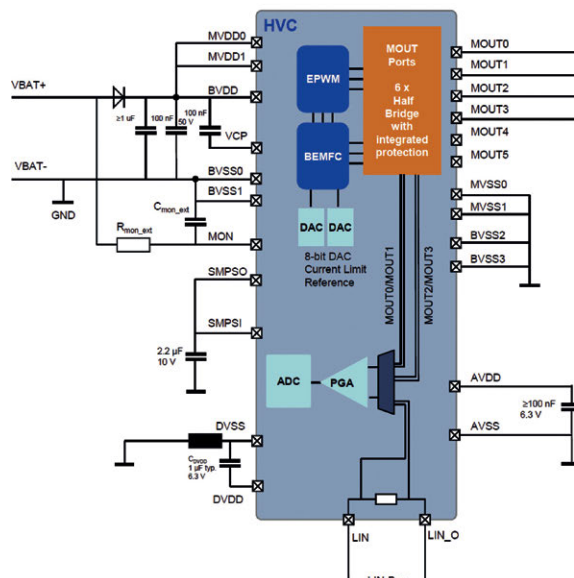 HVC
MVDD0
MVDD1
VBAT+
BVDD
≥1 uF
100 nF
50 V
100 nF
50 V
VCP
VBAT-
GND
BVSS0
BVSS1
Cmon_ext
Rmon_ext
MON
SMPSO
SMPSI
2.2 µF
10 V
DVSS
CDVDD
1 µF typ.
6.3 V
DVDD
EPWM
BEMFC
MOUT
Ports
6 x
Half
Bridge
with
integrated
protection
DAC
DAC
8-bit DAC
Current Limit
Reference
MOUT0/MOUT1
MOUT2/MOUT3
ADC
PGA
MOUT0
MOUT1
MOUT2
MOUT3
MOUT4
MOUT5
MVSS0
MVSS1
BVSS2
BVSS3
AVDD
≥100 nF
6.3 V
AVSS
LIN
LIN_O